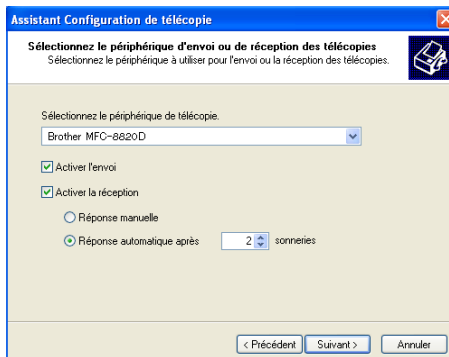 Assistant Configuration de télécopie
Sélectionnez le périphérique d'envoi ou de réception des télécopies
Sélectionnez le périphérique à utiliser pour l'envoi ou la réception des télécopies.
Sélectionnez le périphérique de télécopie.
Brother MFC-8820D
Activer l'envoi
Activer la réception
Réponse manuelle
Réponse automatique après 2 sonneries
< Précédent Suivant > Annuler